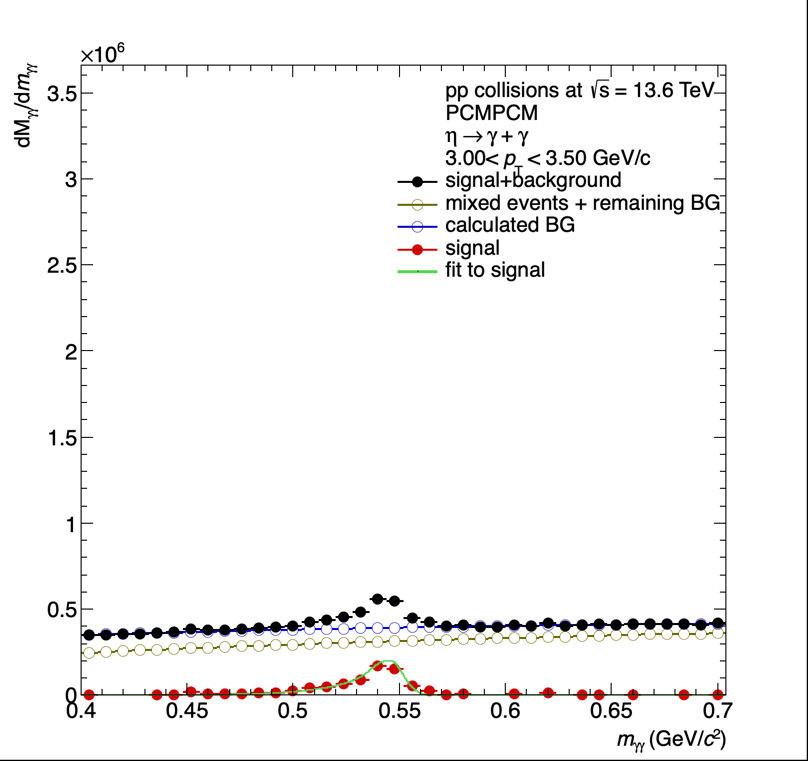 ×10⁶
dM_γγ/dm_γγ
3.5
3
2.5
2
1.5
1
0.5
0
pp collisions at √s = 13.6 TeV
PCMPCM
η → γ + γ
3.00< p_T < 3.50 GeV/c
signal+background
mixed events + remaining BG
calculated BG
signal
fit to signal
0.4 0.45 0.5 0.55 0.6 0.65 0.7
m_γγ (GeV/c²)